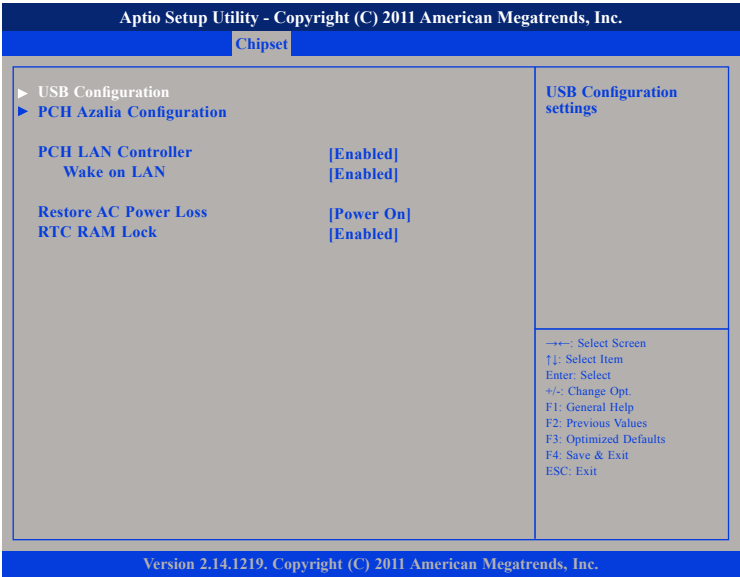 Aptio Setup Utility - Copyright (C) 2011 American Megatrends, Inc.
Chipset
► USB Configuration
► PCH Azalia Configuration
PCH LAN Controller [Enabled]
Wake on LAN [Enabled]
Restore AC Power Loss [Power On]
RTC RAM Lock [Enabled]
USB Configuration
settings
→←: Select Screen
↑↓: Select Item
Enter: Select
+/-: Change Opt.
F1: General Help
F2: Previous Values
F3: Optimized Defaults
F4: Save & Exit
ESC: Exit
Version 2.14.1219. Copyright (C) 2011 American Megatrends, Inc.